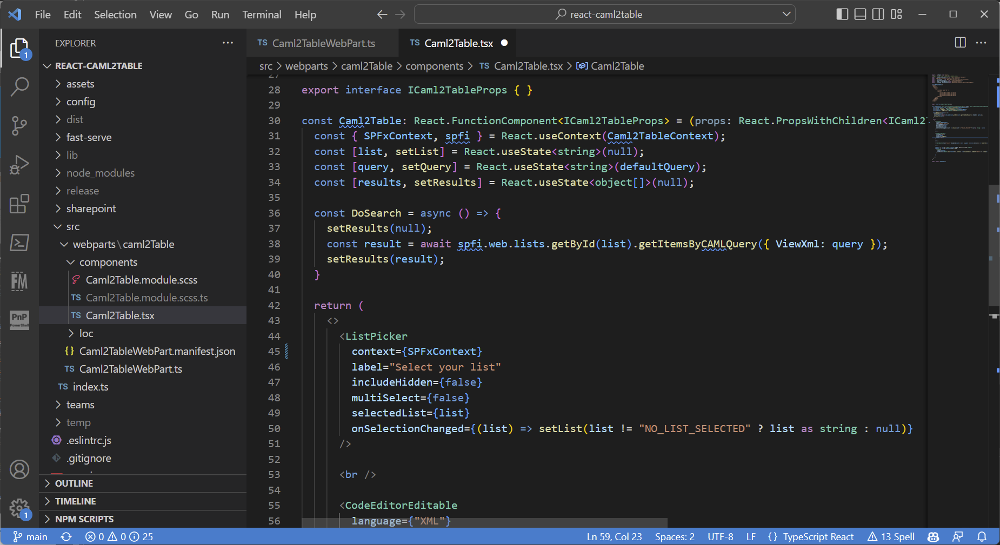 File Edit Selection View Go Run Terminal Help react-caml2table
EXPLORER
REACT-CAML2TABLE
assets
config
dist
fast-serve
lib
node_modules
release
sharepoint
src
webparts\caml2Table
components
Caml2Table.module.scss
TS Caml2Table.module.scss.ts
TS Caml2Table.tsx
loc
{} Caml2TableWebPart.manifest.json
TS Caml2TableWebPart.ts
TS index.ts
teams
temp
.eslintrc.js
.gitignore
OUTLINE
TIMELINE
NPM SCRIPTS
1
FM
PnP
PowerShell
1
TS Caml2TableWebPart.ts TS Caml2Table.tsx
src > webparts > caml2Table > components > TS Caml2Table.tsx > Caml2Table
27
28 export interface ICaml2TableProps { }
29
30 const Caml2Table: React.FunctionComponent<ICaml2TableProps> = (props: React.PropsWithChildren<ICaml2
31 const { SPFxContext, spfi } = React.useContext(Caml2TableContext);
32 const [list, setList] = React.useState<string>(null);
33 const [query, setQuery] = React.useState<string>(defaultQuery);
34 const [results, setResults] = React.useState<object[]>(null);
35
36 const DoSearch = async () => {
37 setResults(null);
38 const result = await spfi.web.lists.getById(list).getItemsByCAMLQuery({ ViewXml: query });
39 setResults(result);
40 }
41
42 return (
43 <>
44 <ListPicker
45 context={SPFxContext}
46 label="Select your list"
47 includeHidden={false}
48 multiSelect={false}
49 selectedList={list}
50 onSelectionChanged={(list) => setList(list != "NO_LIST_SELECTED" ? list as string : null)}
51 />
52
53 <br />
54
55 <CodeEditorEditable
56 language={"XML"}
main 0 0 25 Ln 59, Col 23 Spaces: 2 UTF-8 LF {} TypeScript React 13 Spell